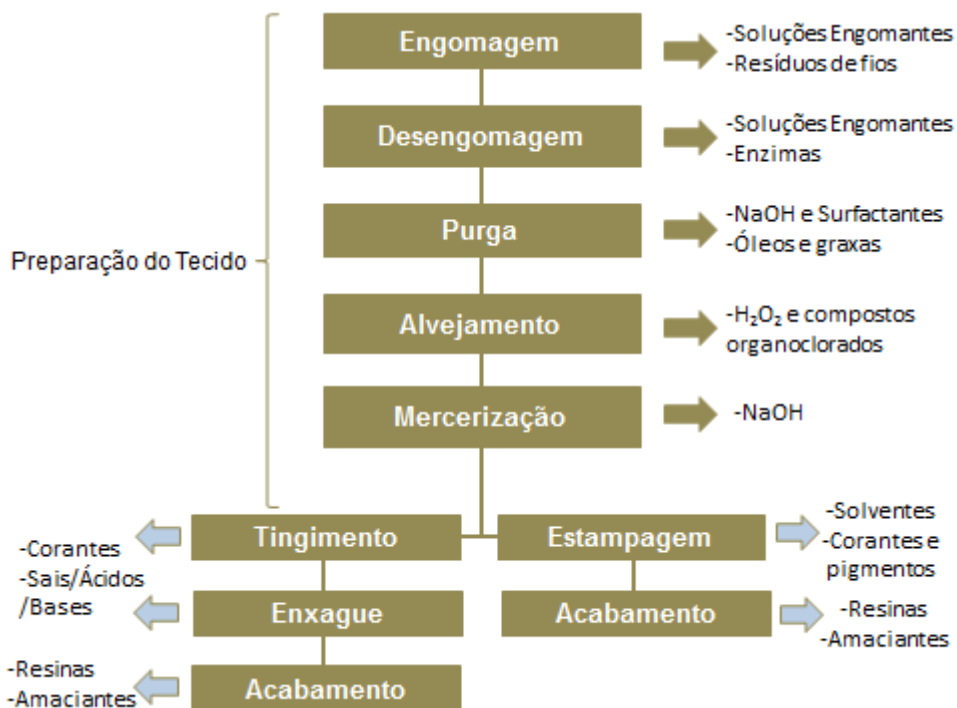 Engomagem
-Soluções Engomantes
-Resíduos de fios
Desengomagem
-Soluções Engomantes
-Enzimas
Purga
-NaOH e Surfactantes
-Óleos e graxas
Preparação do Tecido
Alvejamento
-H₂O₂ e compostos
organoclorados
Mercerização
-NaOH
Tingimento
-Corantes
-Sais/Ácidos
/Bases
Enxague
-Resinas
-Amaciantes
Acabamento
Estampagem
-Solventes
-Corantes e
pigmentos
Acabamento
-Resinas
-Amaciantes